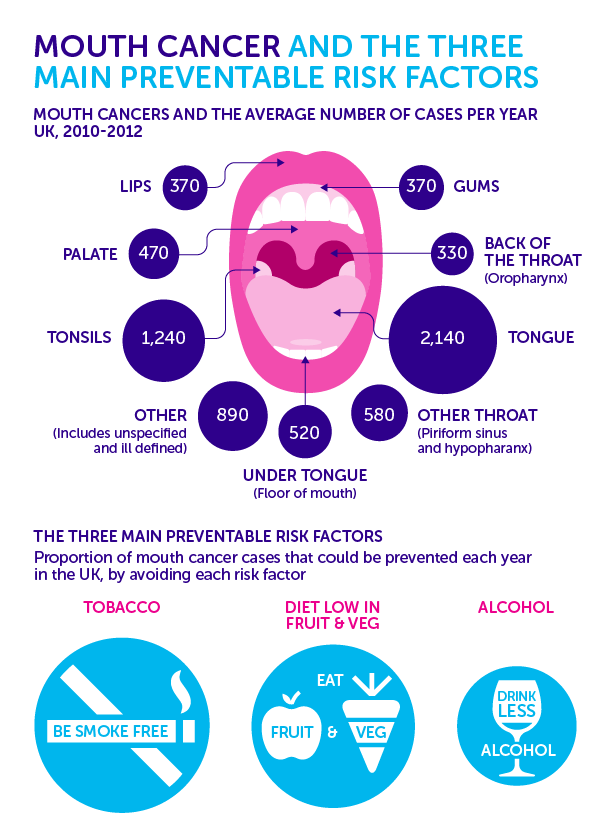 MOUTH CANCER AND THE THREE
MAIN PREVENTABLE RISK FACTORS
MOUTH CANCERS AND THE AVERAGE NUMBER OF CASES PER YEAR
UK, 2010-2012
LIPS 370
370 GUMS
PALATE 470
330 BACK OF
THE THROAT
(Oropharynx)
TONSILS 1,240
2,140 TONGUE
OTHER 890
(Includes unspecified
and ill defined)
520
UNDER TONGUE
(Floor of mouth)
580 OTHER THROAT
(Piriform sinus
and hypopharanx)
THE THREE MAIN PREVENTABLE RISK FACTORS
Proportion of mouth cancer cases that could be prevented each year
in the UK, by avoiding each risk factor
TOBACCO
BE SMOKE FREE
DIET LOW IN
FRUIT & VEG
EAT
FRUIT & VEG
ALCOHOL
DRINK
LESS
ALCOHOL